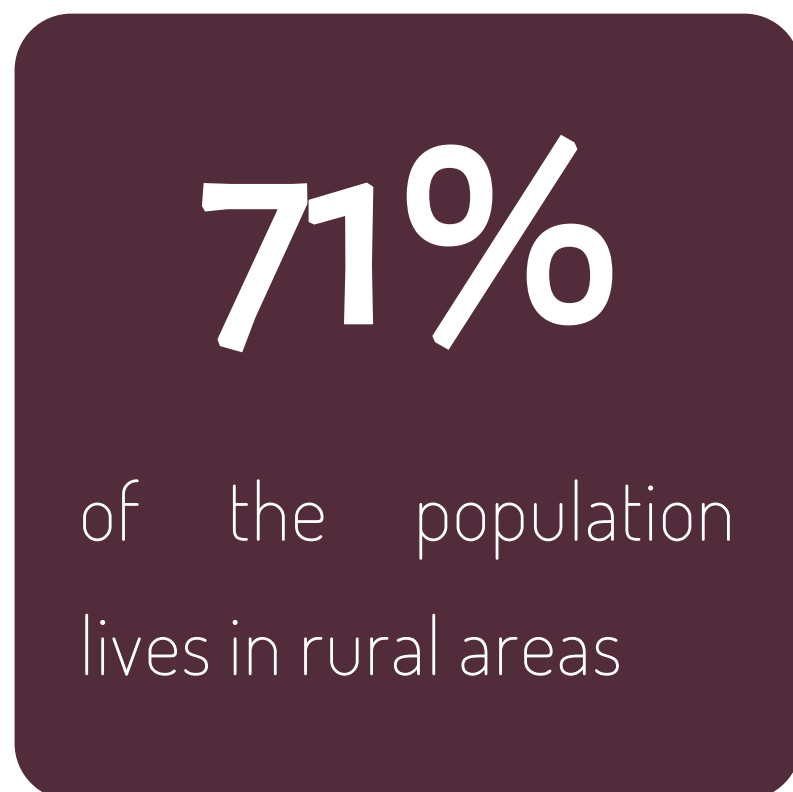 71%
of the population
lives in rural areas